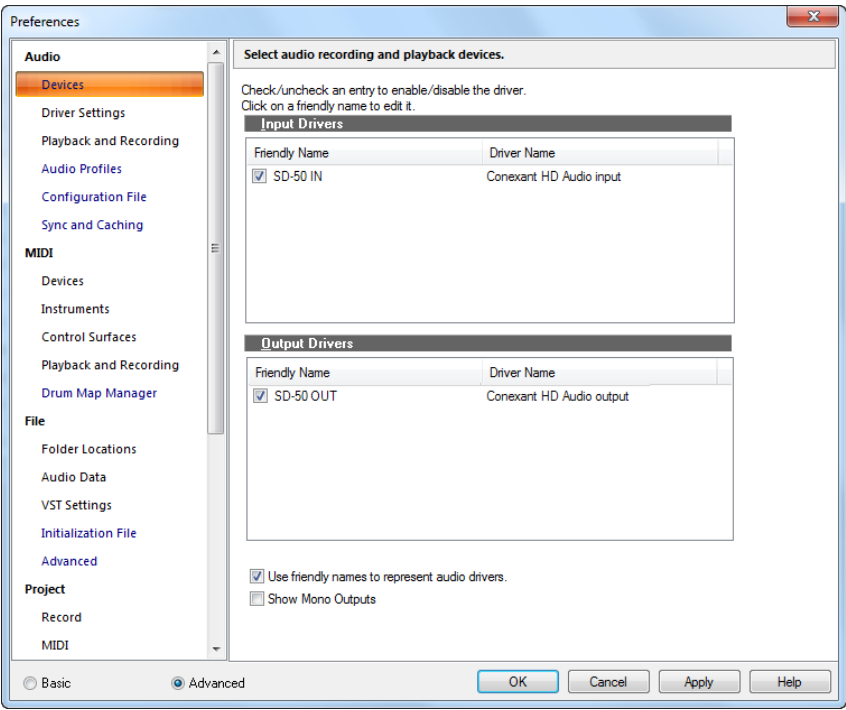 Preferences
Audio
Devices
Driver Settings
Playback and Recording
Audio Profiles
Configuration File
Sync and Caching
MIDI
Devices
Instruments
Control Surfaces
Playback and Recording
Drum Map Manager
File
Folder Locations
Audio Data
VST Settings
Initialization File
Advanced
Project
Record
MIDI
Select audio recording and playback devices.
Check/uncheck an entry to enable/disable the driver.
Click on a friendly name to edit it.
Input Drivers
Friendly Name Driver Name
SD-50 IN Conexant HD Audio input
Output Drivers
Friendly Name Driver Name
SD-50 OUT Conexant HD Audio output
Use friendly names to represent audio drivers.
Show Mono Outputs
Basic Advanced OK Cancel Apply Help